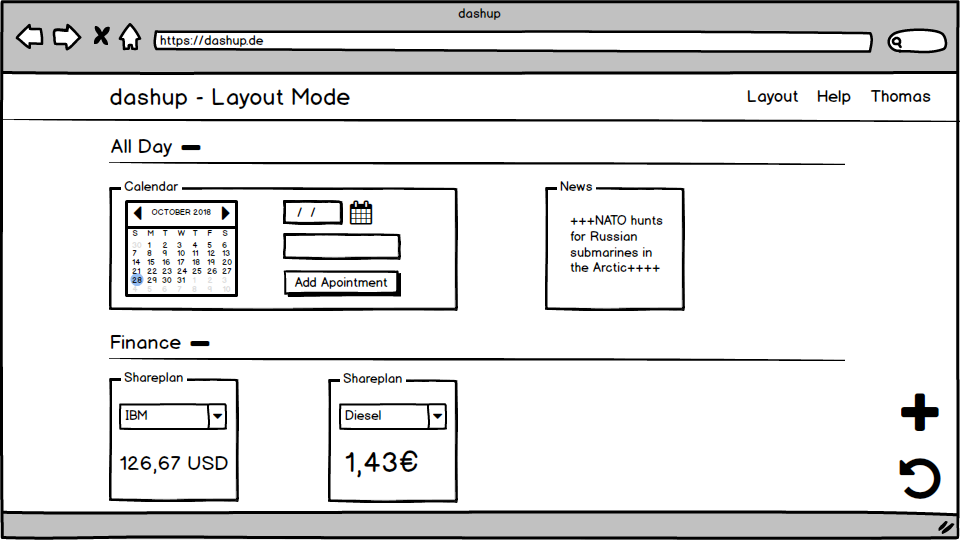 dashup
https://dashup.de
dashup - Layout Mode
Layout Help Thomas
All Day
Calendar
OCTOBER 2018
S M T W T F S
30 1 2 3 4 5 6
7 8 9 10 11 12 13
14 15 16 17 18 19 20
21 22 23 24 25 26 27
28 29 30 31 1 2 3
4 5 6 7 8 9 10
/ /
Add Apointment
News
+++NATO hunts
for Russian
submarines in
the Arctic++++
Finance
Shareplan
IBM
126,67 USD
Shareplan
Diesel
1,43€